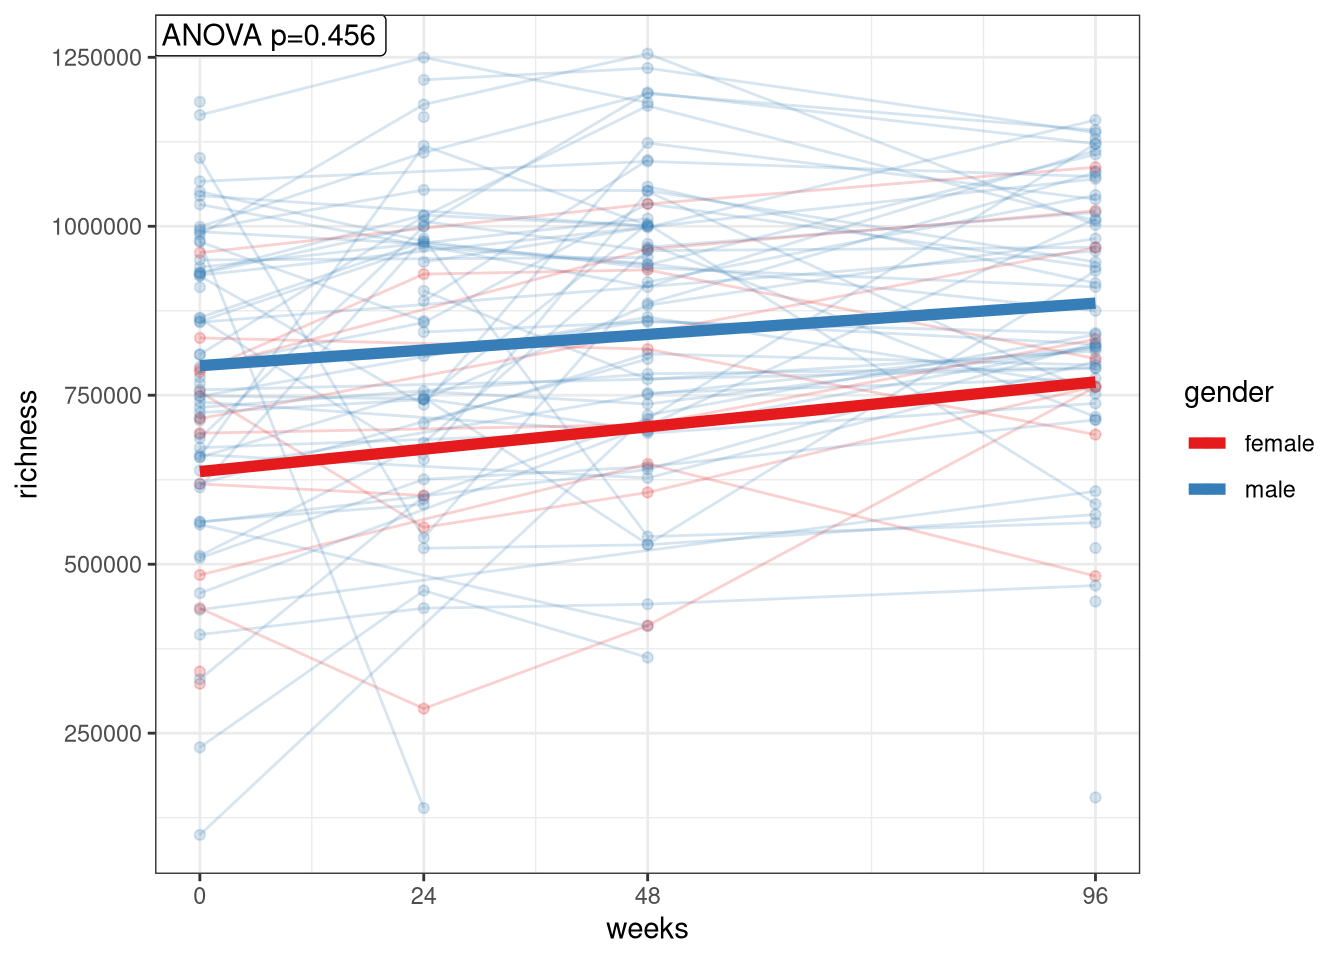 ANOVA p=0.456
1250000
1000000
750000
500000
250000
richness
0 24 48 96
weeks
gender
female
male